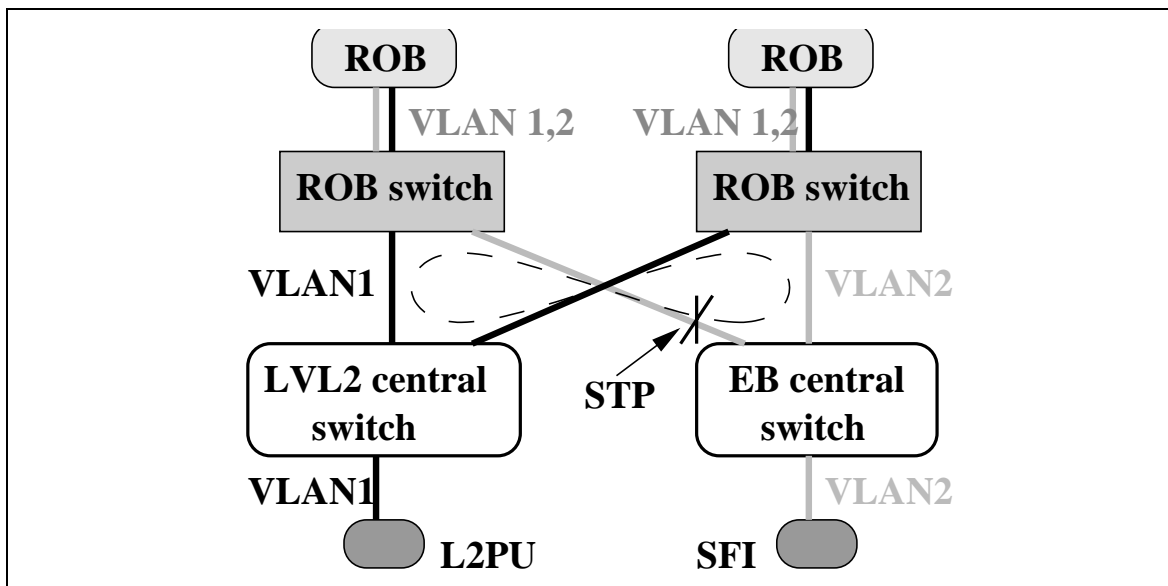 ROB
ROB
VLAN 1,2
VLAN 1,2
ROB switch
ROB switch
VLAN1
VLAN2
LVL2 central
switch
STP
EB central
switch
VLAN1
VLAN2
L2PU
SFI